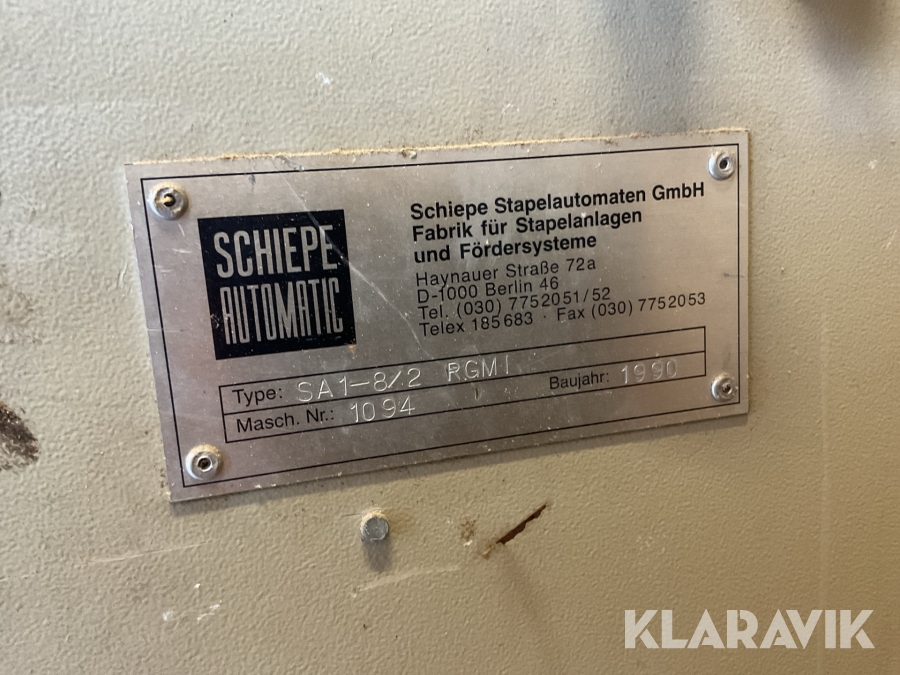 SCHIEPE
AUTOMATIC
Schiepe Stapelautomaten GmbH
Fabrik für Stapelanlagen
und Fördersysteme
Haynauer Straße 72a
D-1000 Berlin 46
Tel. (030) 7752051/52
Telex 185683 · Fax (030) 7752053
Type: SA1-8/2 RGMI
Masch. Nr.: 1094 Baujahr: 1990
KLARAVIK